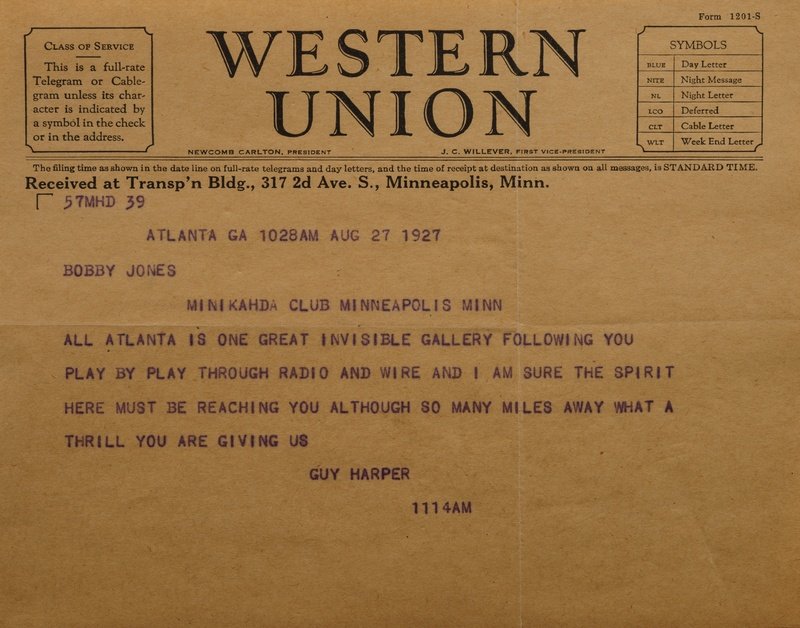 Form 1201-S
CLASS OF SERVICE
This is a full-rate
Telegram or Cable-
gram unless its char-
acter is indicated by
a symbol in the check
or in the address.
WESTERN
UNION
NEWCOMB CARLTON, PRESIDENT
J. C. WILLEVER, FIRST VICE-PRESIDENT
SYMBOLS
BLUE Day Letter
NITE Night Message
NL Night Letter
LCO Deferred
CLT Cable Letter
WLT Week End Letter
The filing time as shown in the date line on full-rate telegrams and day letters, and the time of receipt at destination as shown on all messages, is STANDARD TIME.
Received at Transp'n Bldg., 317 2d Ave. S., Minneapolis, Minn.
57MHD 39
ATLANTA GA 1028AM AUG 27 1927
BOBBY JONES
MINIKAHDA CLUB MINNEAPOLIS MINN
ALL ATLANTA IS ONE GREAT INVISIBLE GALLERY FOLLOWING YOU
PLAY BY PLAY THROUGH RADIO AND WIRE AND I AM SURE THE SPIRIT
HERE MUST BE REACHING YOU ALTHOUGH SO MANY MILES AWAY WHAT A
THRILL YOU ARE GIVING US
GUY HARPER
1114AM